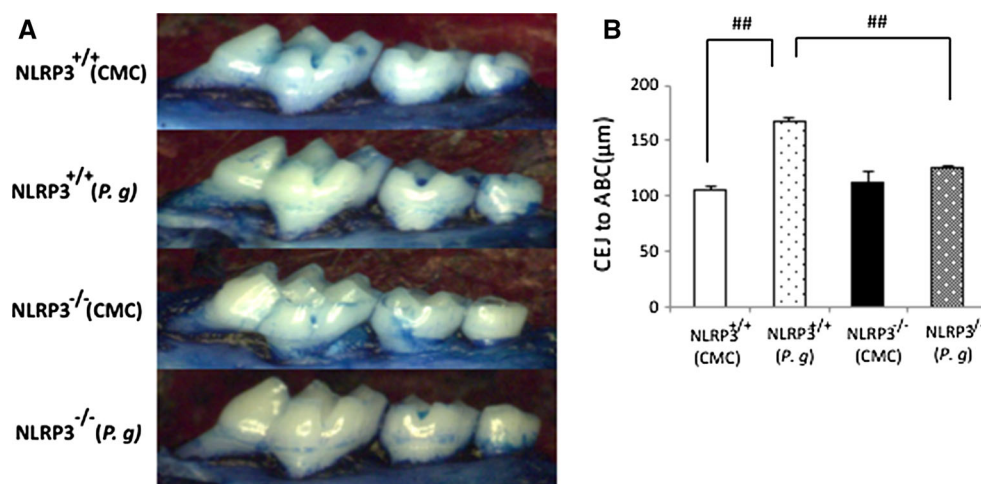 A
NLRP3+/+(CMC)
NLRP3+/+(P. g)
NLRP3-/-(CMC)
NLRP3-/-(P. g)
B
##
##
CEJ to ABC(μm)
200
150
100
50
0
NLRP3+/+
(CMC)
NLRP3+/+
(P. g)
NLRP3-/-
(CMC)
NLRP3/-
(P. g)